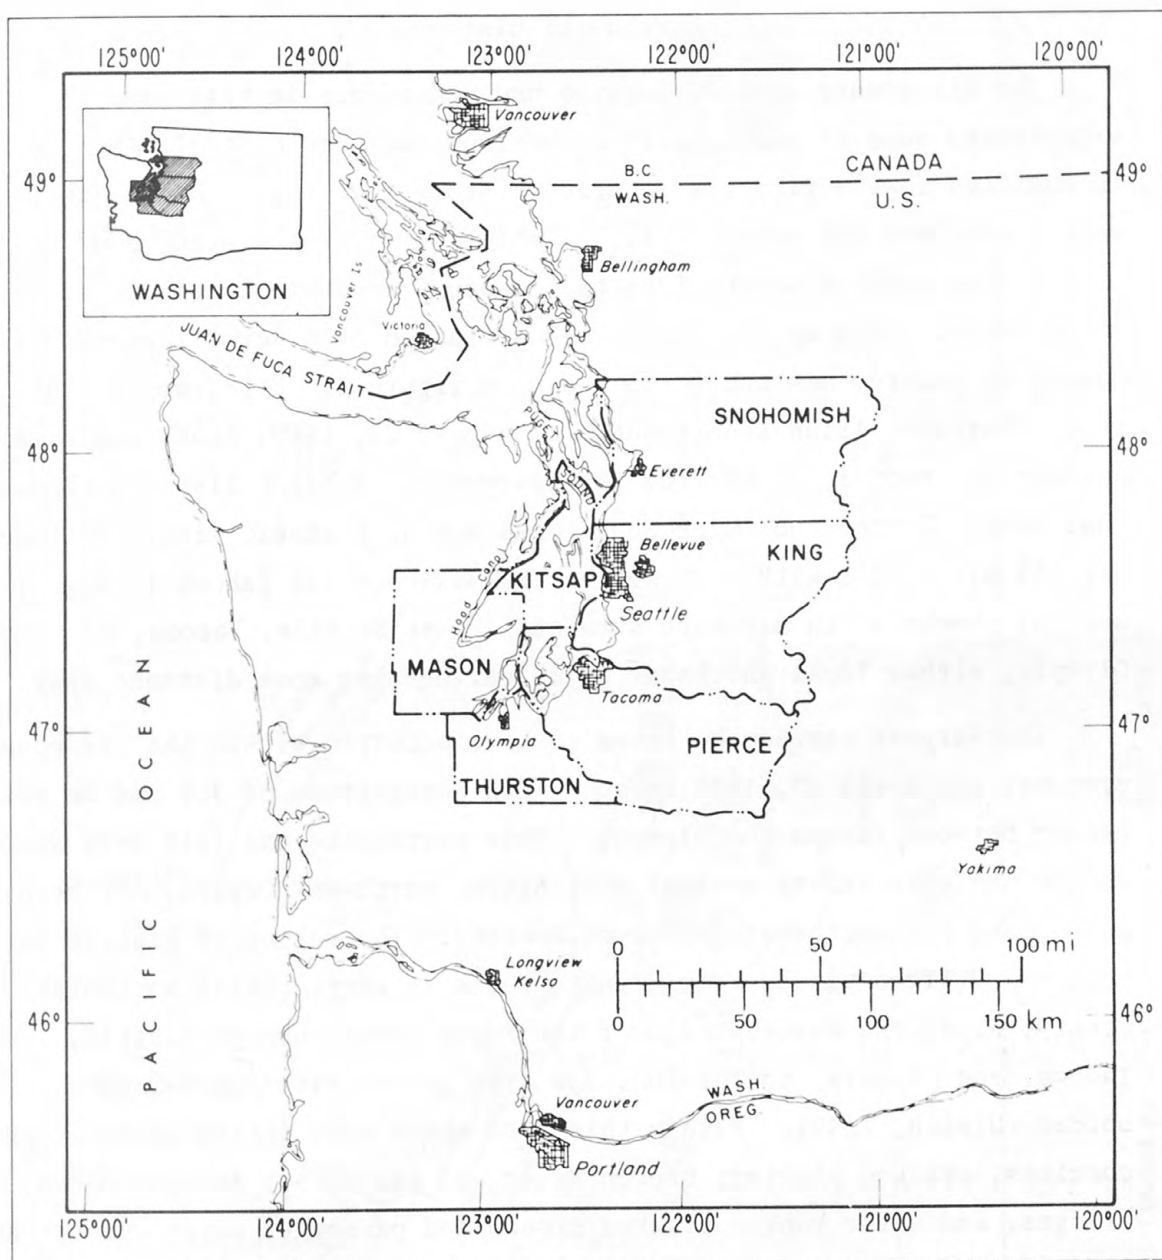 125°00' 124°00' 123°00' 122°00' 121°00' 120°00'
Vancouver
49°
B.C.
WASH.
CANADA
U.S.
49°
WASHINGTON
Bellingham
Vancouver Is
Victoria
JUAN DE FUCA STRAIT
SNOHOMISH
48°
48°
Everett
Bellevue
KING
KITSAP
Hood Canal
Seattle
MASON
Tacoma
47°
47°
Olympia
PIERCE
THURSTON
PACIFIC OCEAN
Yakima
0 50 100 mi
0 50 100 150 km
Longview
Kelso
46°
46°
WASH.
OREG.
Vancouver
Portland
125°00' 124°00' 123°00' 122°00' 121°00' 120°00'